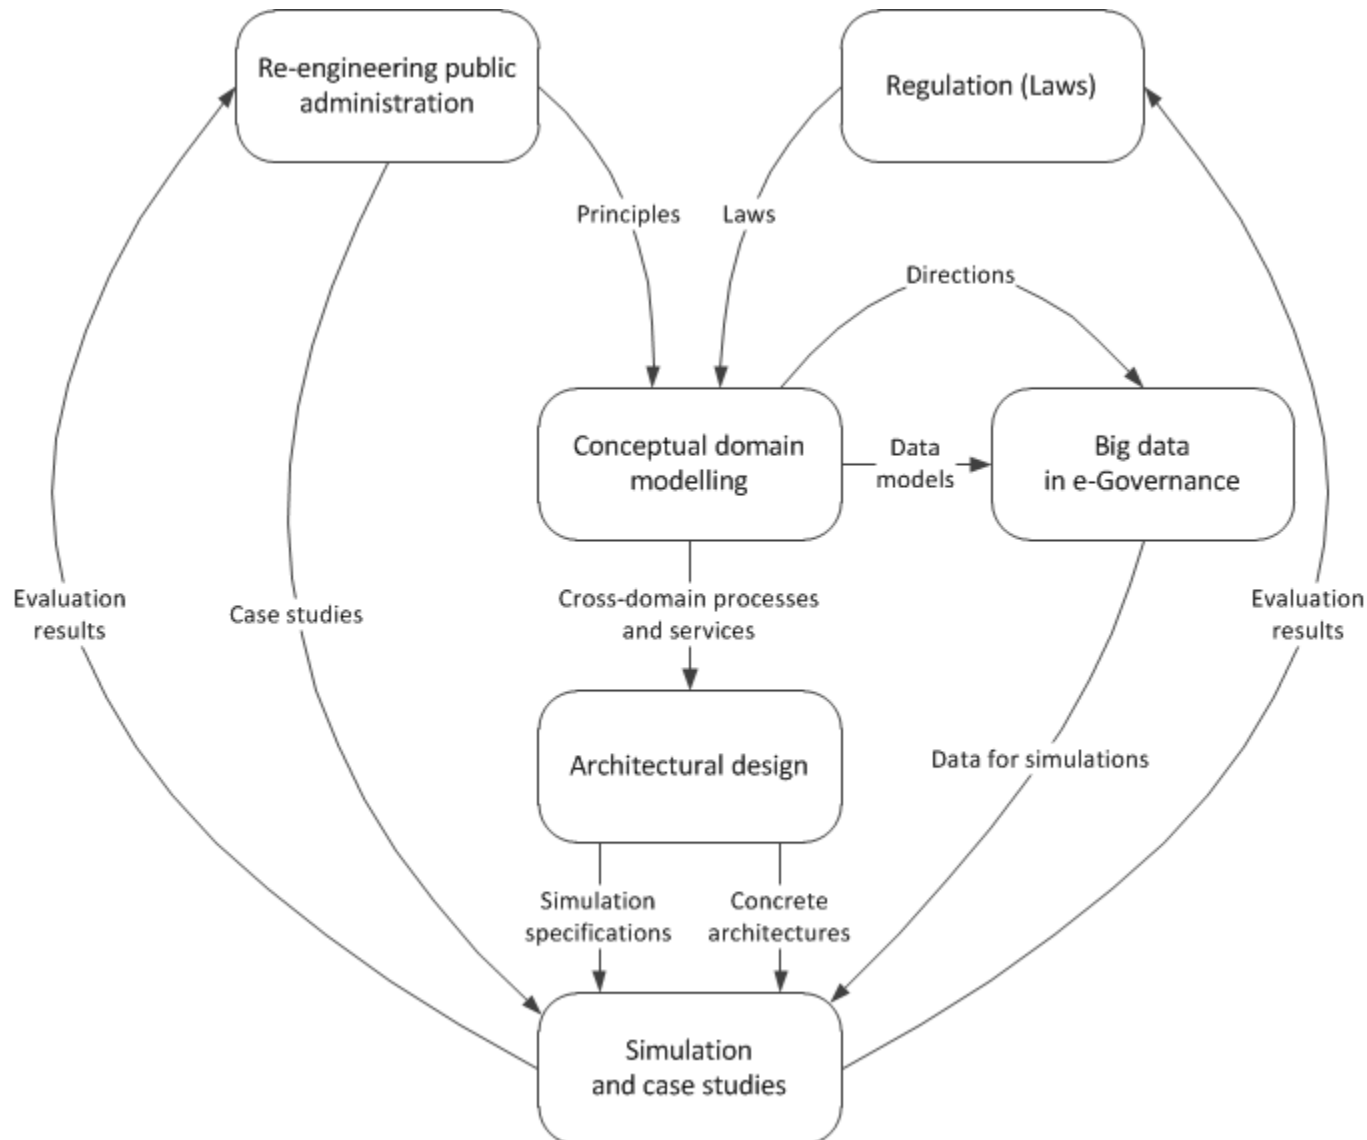 Re-engineering public
administration
Regulation (Laws)
Principles
Laws
Directions
Conceptual domain
modelling
Data
models
Big data
in e-Governance
Evaluation
results
Case studies
Cross-domain processes
and services
Evaluation
results
Architectural design
Data for simulations
Simulation
specifications
Concrete
architectures
Simulation
and case studies